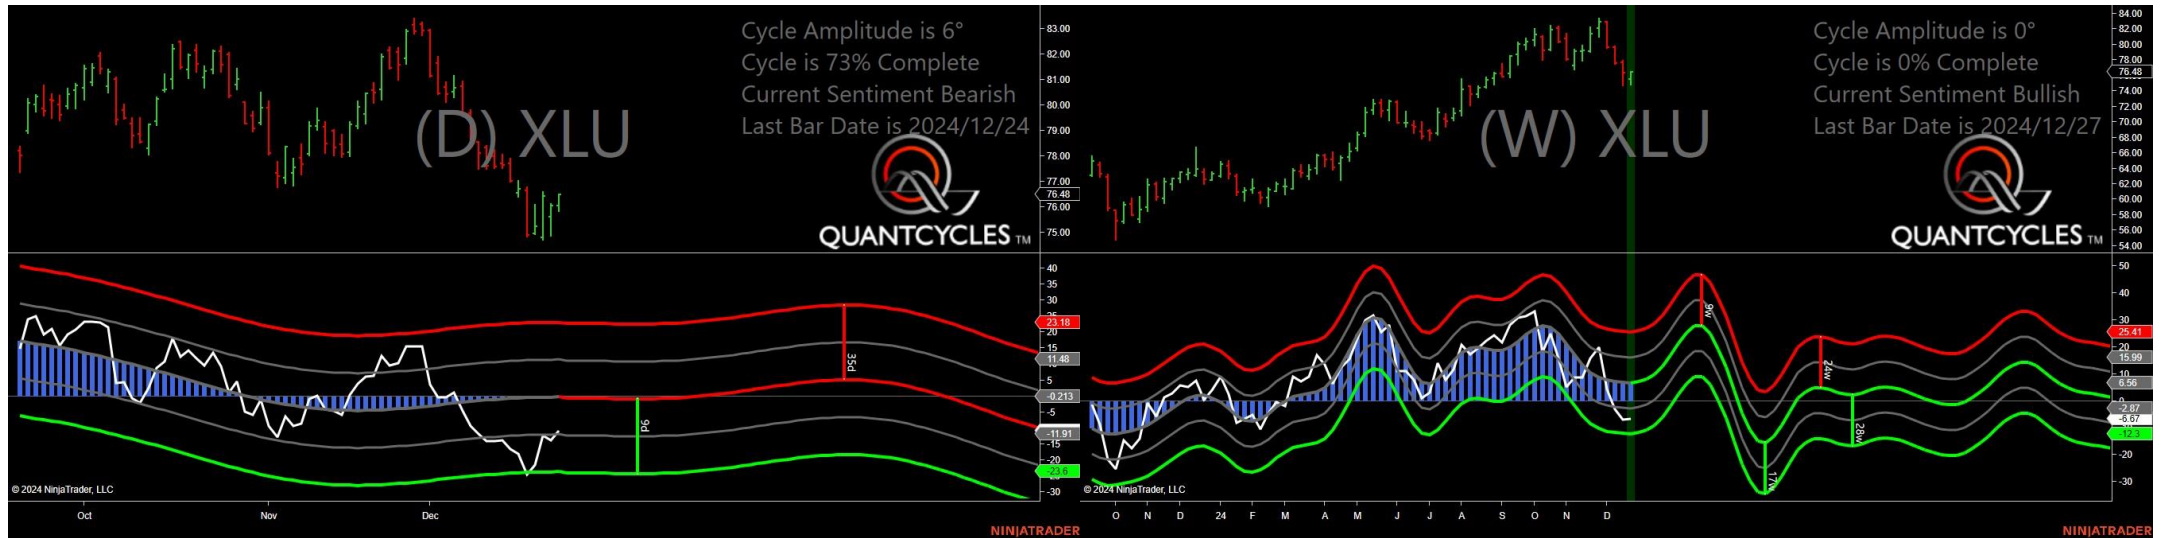 Cycle Amplitude is 6°
Cycle is 73% Complete
Current Sentiment Bearish
Last Bar Date is 2024/12/24
(D) XLU
QUANTCYCLES TM
83.00
82.00
81.00
80.00
79.00
78.00
77.00
76.48
76.00
75.00
40
35
30
25
23.18
20
15
11.48
5
-0.213
-5
-11.91
-15
-20
-23.6
-30
35d
9d
© 2024 NinjaTrader, LLC
Oct Nov Dec
NINJATRADER
Cycle Amplitude is 0°
Cycle is 0% Complete
Current Sentiment Bullish
Last Bar Date is 2024/12/27
(W) XLU
QUANTCYCLES TM
84.00
82.00
80.00
78.00
76.48
74.00
72.00
70.00
68.00
66.00
64.00
62.00
60.00
58.00
56.00
54.00
50
40
30
25.41
20
15.99
6.56
-2.87
-6.67
-12.3
-20
-30
9w
24w
17w
28w
© 2024 NinjaTrader, LLC
O N D 24 F M A M J J A S O N D
NINJATRADER